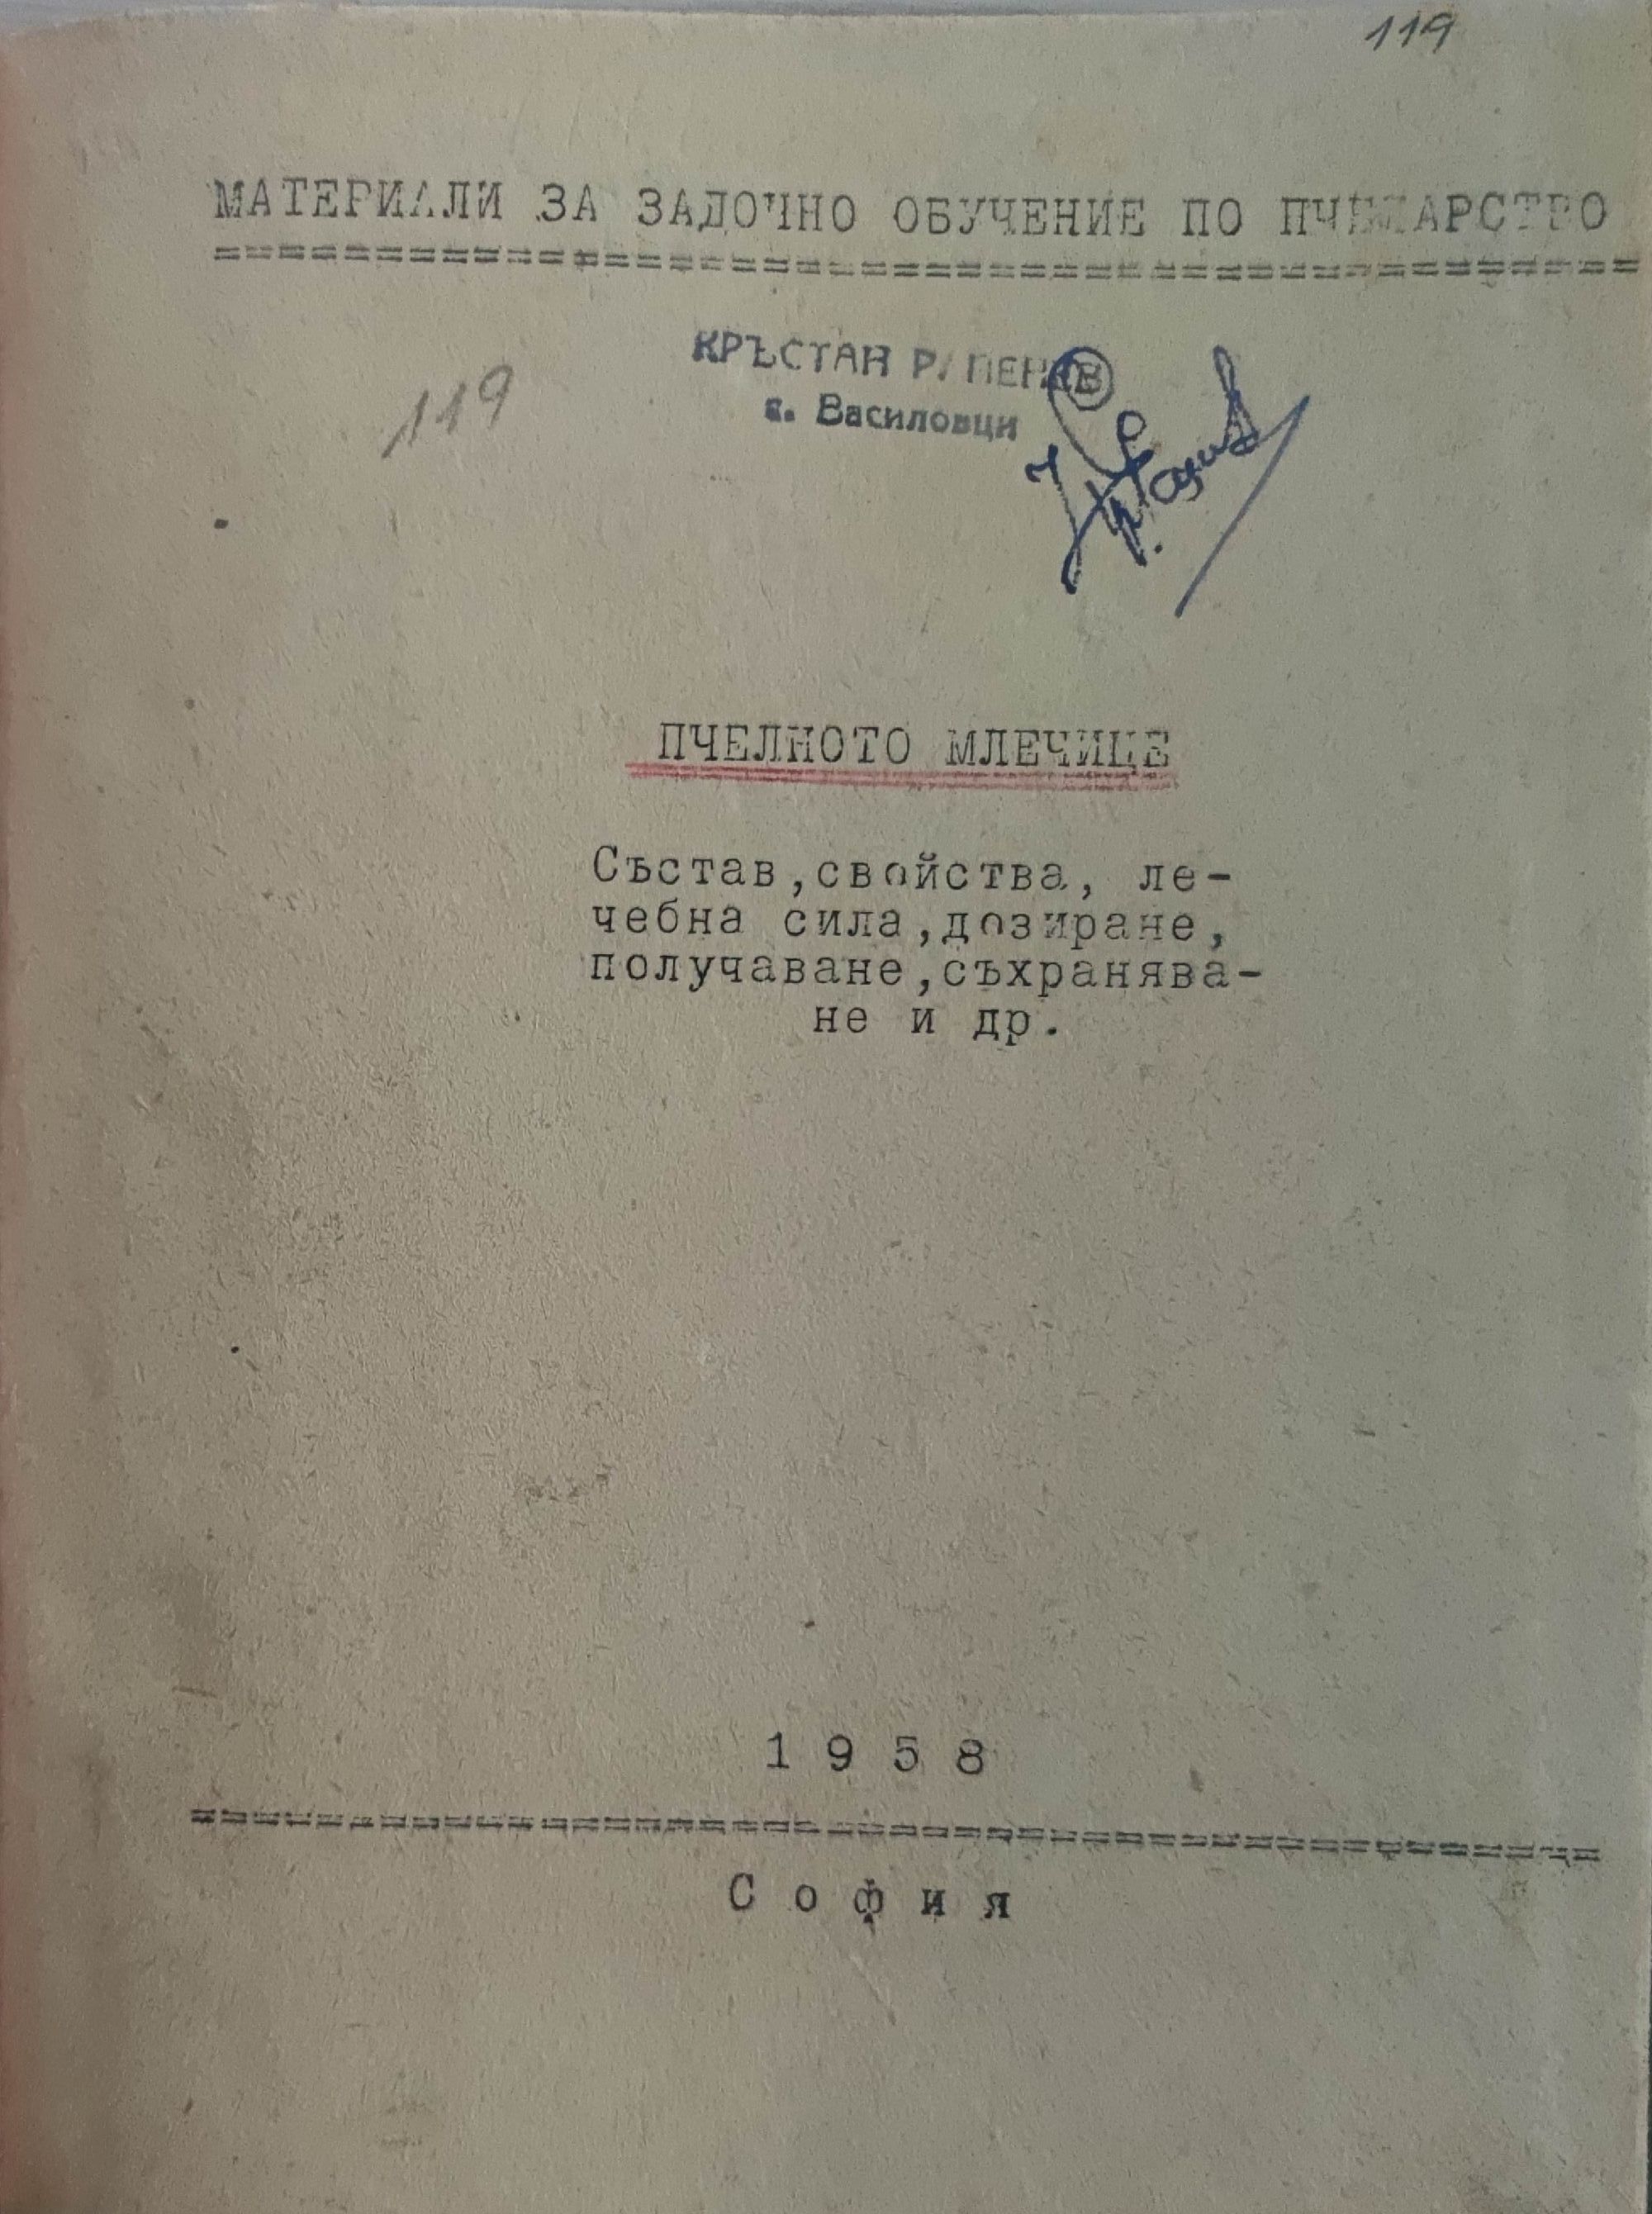 119
МАТЕРИАЛИ ЗА ЗАДОЧНО ОБУЧЕНИЕ ПО ПЧЕЛАРСТВО
КРЪСТАН
с. Василовци
119
ПЧЕЛНОТО МЛЕЧИЦЕ
Състав,свойства, ле-
чебна сила,дозиране,
получаване,съхранява-
не и др.
1 9 5 8
С о ф и я